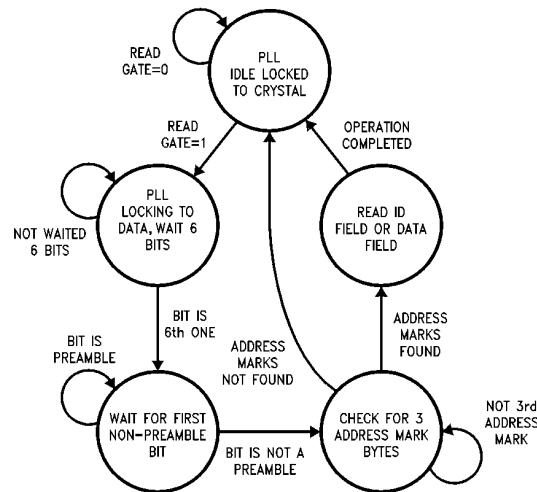 READ
GATE=0
PLL
IDLE LOCKED
TO CRYSTAL
READ
GATE=1
OPERATION
COMPLETED
PLL
LOCKING TO
DATA, WAIT 6
BITS
READ ID
FIELD OR DATA
FIELD
NOT WAITED
6 BITS
BIT IS
6th ONE
ADDRESS
MARKS
NOT FOUND
ADDRESS
MARKS
FOUND
BIT IS
PREAMBLE
WAIT FOR FIRST
NON-PREAMBLE
BIT
BIT IS NOT A
PREAMBLE
CHECK FOR 3
ADDRESS MARK
BYTES
NOT 3rd
ADDRESS
MARK